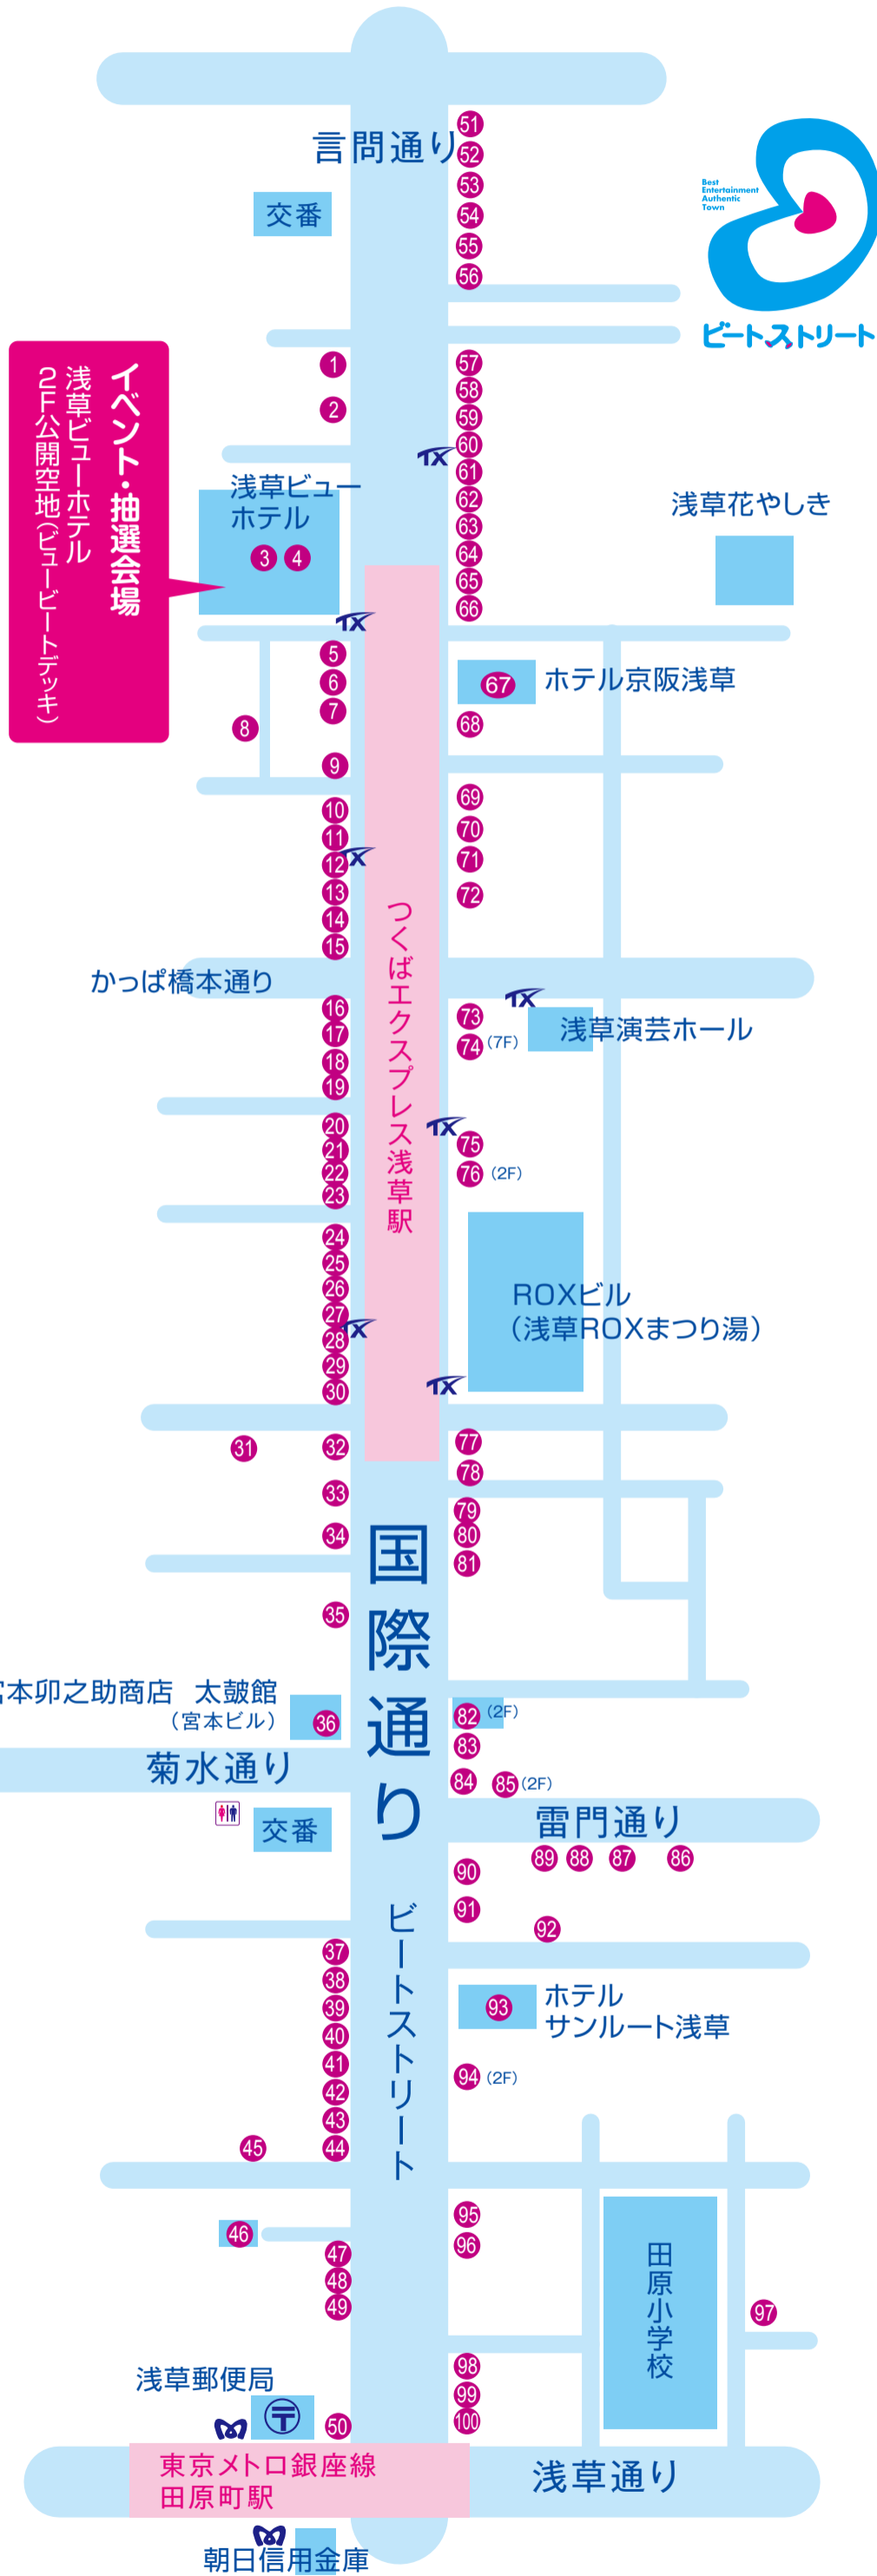 言問通り
51
52
53
54
55
56
交番
Best
Entertainment
Authentic
Town
ビートストリート
イベント・抽選会場
浅草ビューホテル
2F公開空地(ビュービートデッキ)
1
2
57
58
59
60
61
62
63
64
65
66
TX
浅草ビュー
ホテル
3 4
浅草花やしき
TX
5
6
7
8
9
67 ホテル京阪浅草
68
10
11
12 TX
13
14
15
69
70
71
72
つくばエクスプレス浅草駅
かっぱ橋本通り
TX
浅草演芸ホール
16
17
18
19
73
74 (7F)
20
21
22
23
TX
75
76 (2F)
24
25
26
27
28 TX
29
30
ROXビル
(浅草ROXまつり湯)
TX
31 32
33
34
35
77
78
79
80
81
国際通り
宮本卯之助商店 太鼓館
(宮本ビル)
36
82 (2F)
83
84 85 (2F)
菊水通り
交番
雷門通り
89 88 87 86
90
91
92
ビートストリート
37
38
39
40
41
42
43
44
45
93 ホテル
サンルート浅草
94 (2F)
46
47
48
49
95
96
田原小学校
97
98
99
100
浅草郵便局
〒
50
東京メトロ銀座線
田原町駅
浅草通り
朝日信用金庫